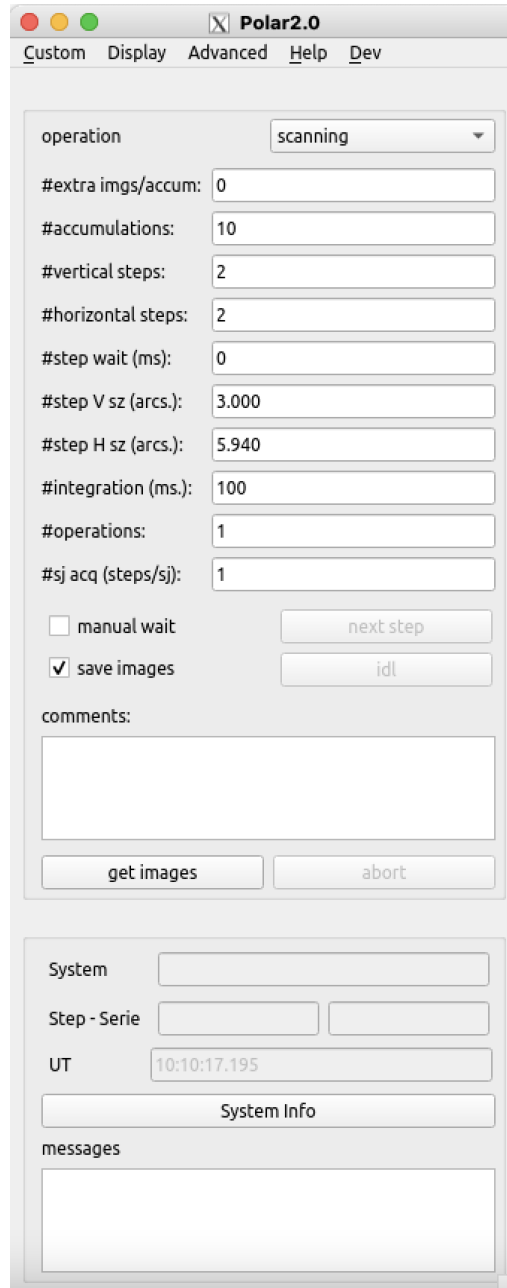 Polar2.0
Custom Display Advanced Help Dev
operation scanning
#extra imgs/accum: 0
#accumulations: 10
#vertical steps: 2
#horizontal steps: 2
#step wait (ms): 0
#step V sz (arcs.): 3.000
#step H sz (arcs.): 5.940
#integration (ms.): 100
#operations: 1
#sj acq (steps/sj): 1
manual wait next step
save images idl
comments:
get images abort
System
Step - Serie
UT 10:10:17.195
System Info
messages